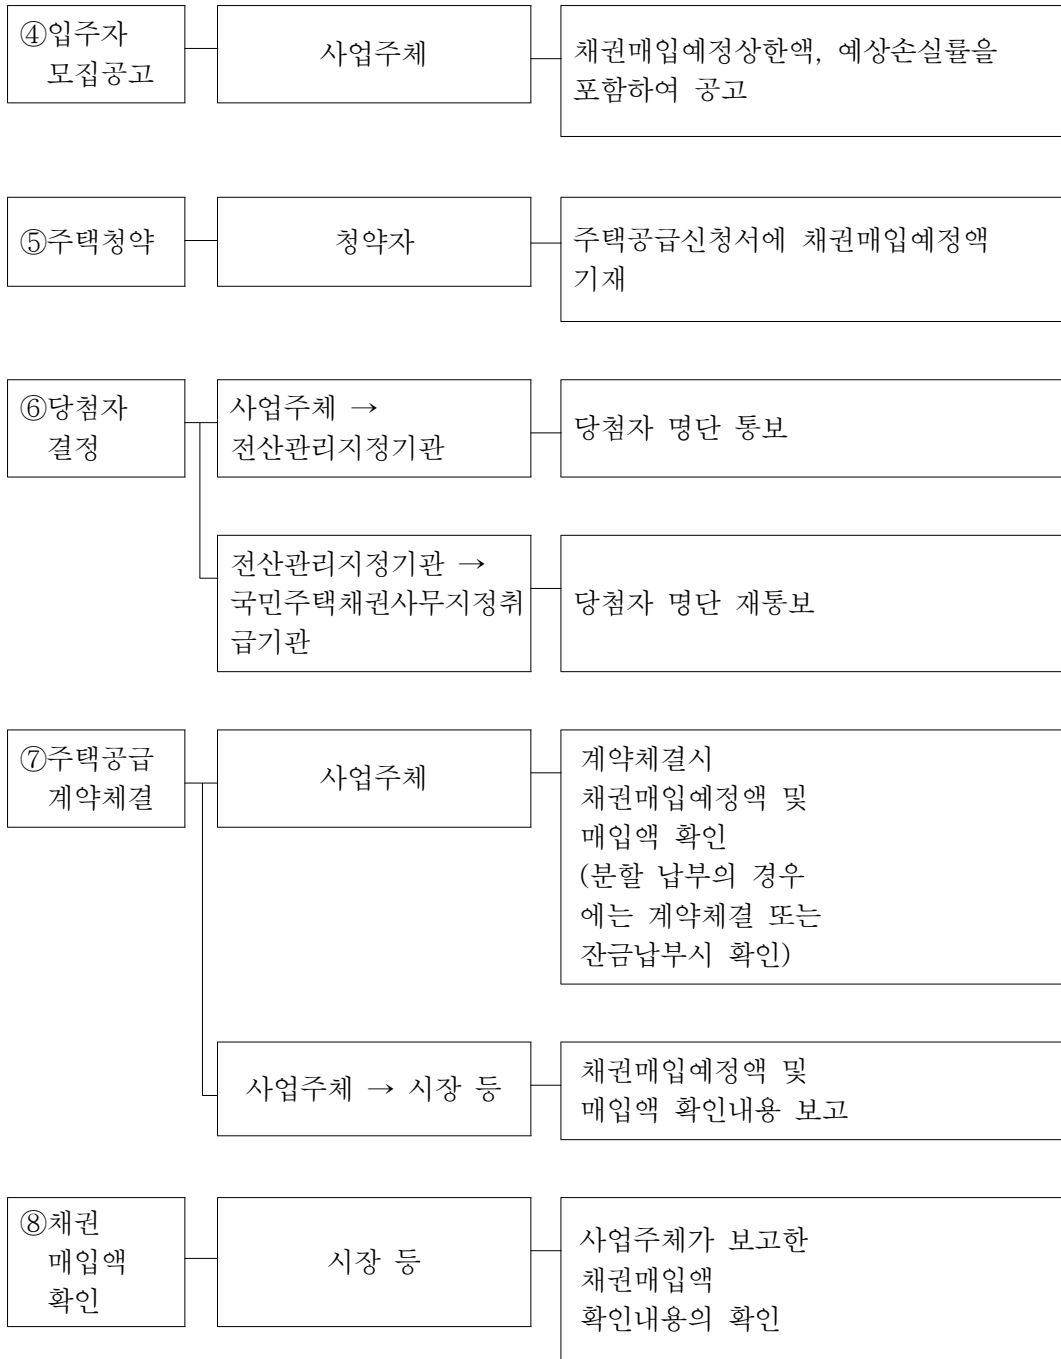 ④입주자
모집공고
사업주체
채권매입예정상한액, 예상손실률을
포함하여 공고
⑤주택청약
청약자
주택공급신청서에 채권매입예정액
기재
⑥당첨자
결정
사업주체 →
전산관리지정기관
당첨자 명단 통보
전산관리지정기관 →
국민주택채권사무지정취
급기관
당첨자 명단 재통보
⑦주택공급
계약체결
사업주체
계약체결시
채권매입예정액 및
매입액 확인
(분할 납부의 경우
에는 계약체결 또는
잔금납부시 확인)
사업주체 → 시장 등
채권매입예정액 및
매입액 확인내용 보고
⑧채권
매입액
확인
시장 등
사업주체가 보고한
채권매입액
확인내용의 확인